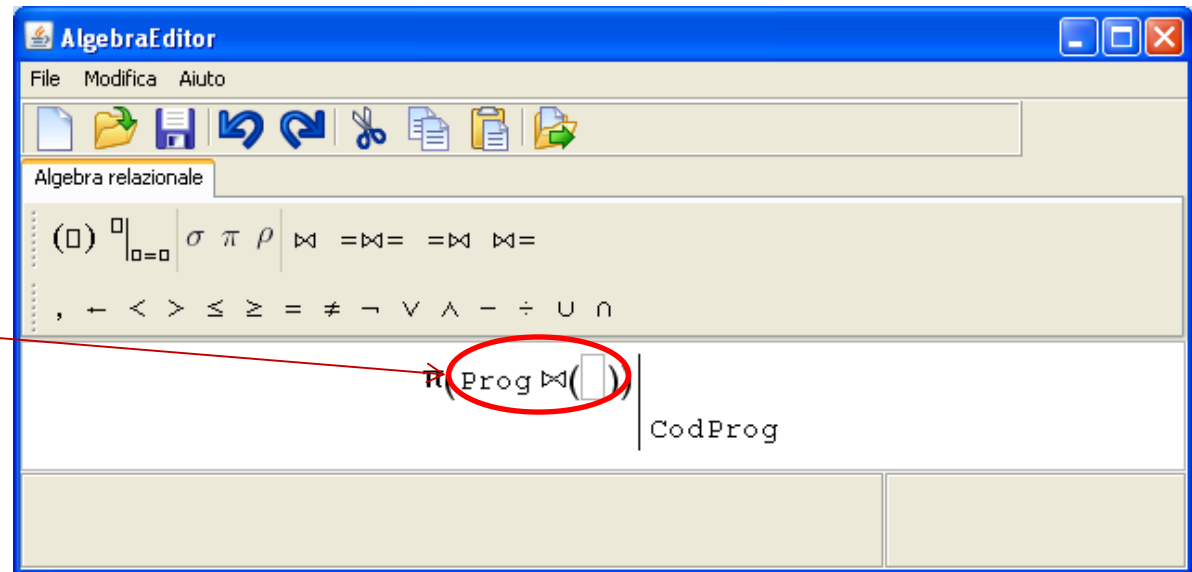 AlgebraEditor
File Modifica Aiuto
Algebra relazionale
(□) □|□=□ σ π ρ ⋈ =⋈= =⋈ ⋈=
, ← < > ≤ ≥ = ≠ ¬ ∨ ∧ − ÷ ∪ ∩
π(Prog ⋈(□))
CodProg